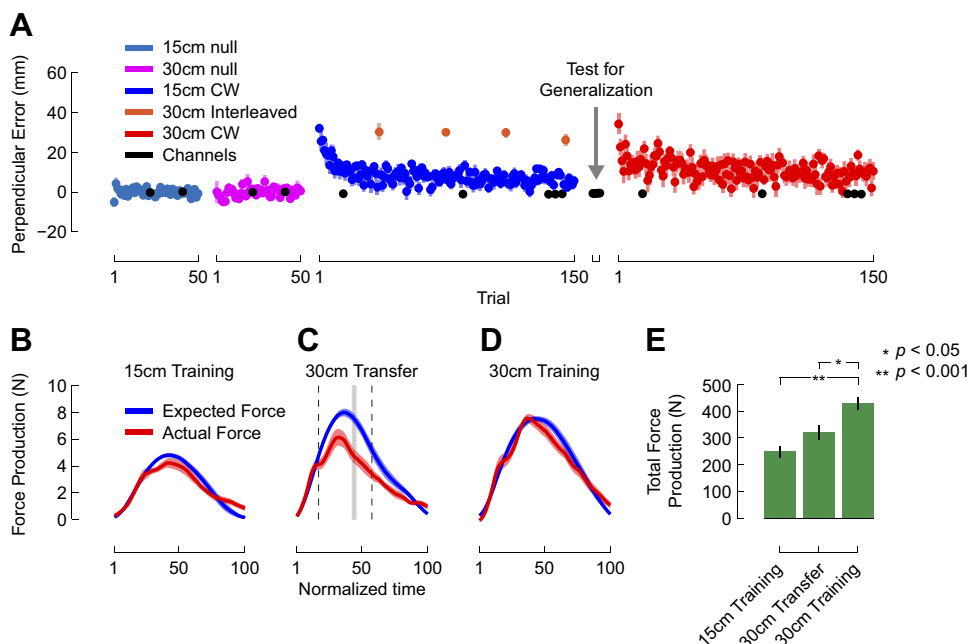 A
Perpendicular Error (mm)
60
40
20
0
−20
15cm null
30cm null
15cm CW
30cm Interleaved
30cm CW
Channels
Test for
Generalization
1
50
1
50
1
150
1
150
Trial
B
15cm Training
Force Production (N)
10
8
6
4
2
0
Expected Force
Actual Force
1
50
100
C
30cm Transfer
1
50
100
Normalized time
D
30cm Training
1
50
100
E
* p < 0.05
** p < 0.001
*
**
Total Force
Production (N)
500
400
300
200
100
0
15cm Training
30cm Transfer
30cm Training